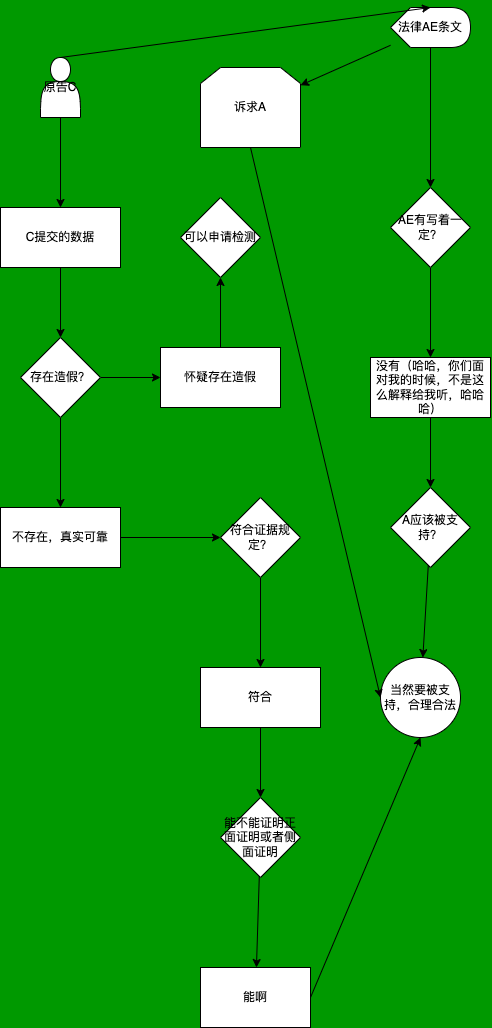 法律AE条文
原告C
诉求A
C提交的数据
可以申请检测
AE有写着一
定?
存在造假?
怀疑存在造假
没有（哈哈，你们面
对我的时候，不是这
么解释给我听，哈哈
哈）
不存在，真实可靠
符合证据规
定?
A应该被支
持?
符合
当然要被支
持，合理合法
能不能证明正
面证明或者侧
面证明
能啊